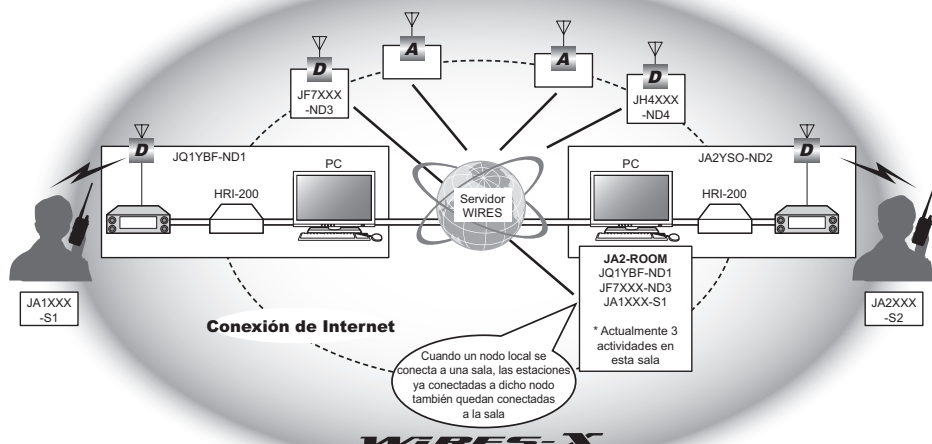 A
A
D
D
JF7XXX
-ND3
JH4XXX
-ND4
D
JQ1YBF-ND1
PC
HRI-200
Servidor
WIRES
PC
JA2YSO-ND2
D
HRI-200
JA1XXX
-S1
JA2XXX
-S2
JA2-ROOM
JQ1YBF-ND1
JF7XXX-ND3
JA1XXX-S1
* Actualmente 3
actividades en
esta sala
Conexión de Internet
Cuando un nodo local se
conecta a una sala, las estaciones
ya conectadas a dicho nodo
también quedan conectadas
a la sala
WiRES-X